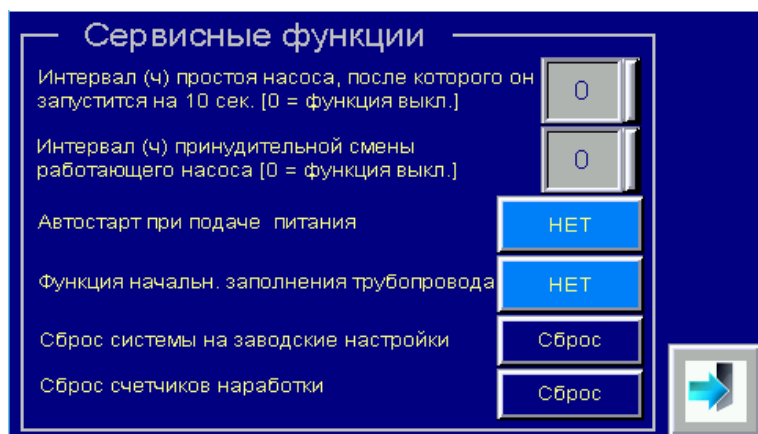 Сервисные функции
Интервал (ч) простоя насоса, после которого он
запустится на 10 сек. [0 = функция выкл.]
0
Интервал (ч) принудительной смены
работающего насоса [0 = функция выкл.]
0
Автостарт при подаче питания
НЕТ
Функция начальн. заполнения трубопровода
НЕТ
Сброс системы на заводские настройки
Сброс
Сброс счетчиков наработки
Сброс